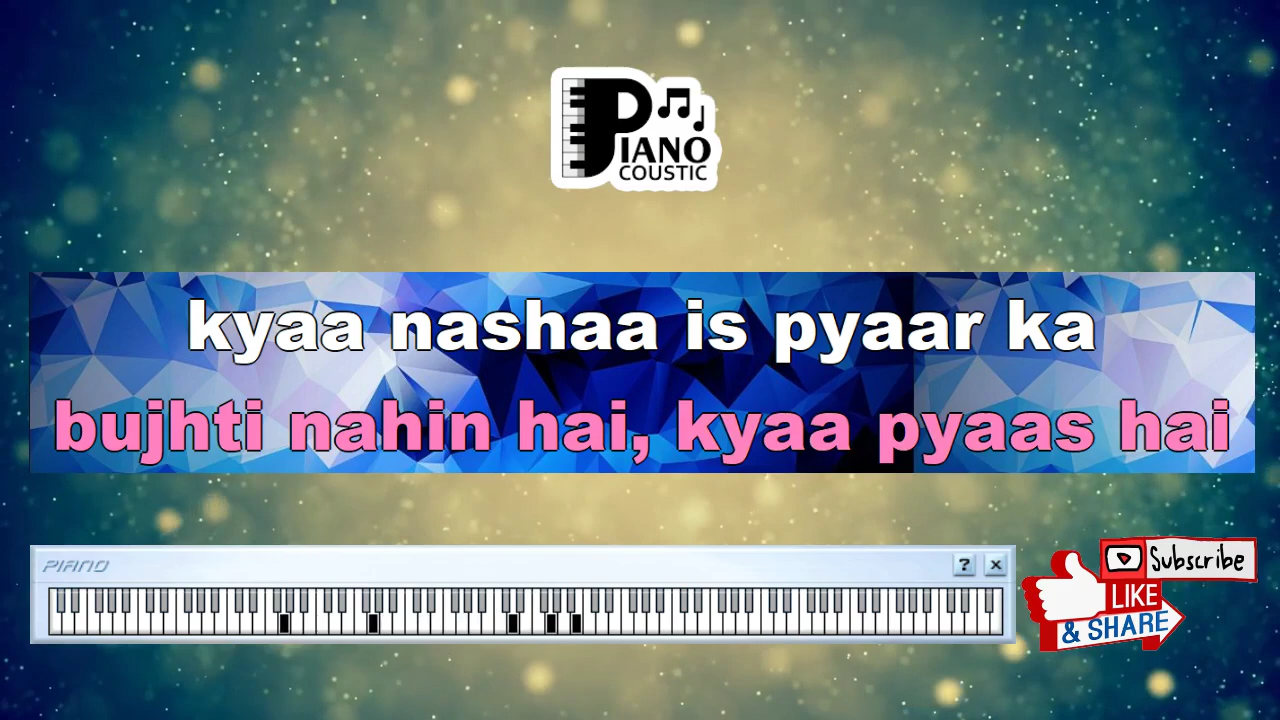 PIANO
COUSTIC
kyaa nashaa is pyaar ka
bujhti nahin hai, kyaa pyaas hai
PIANO
?
×
Subscribe
LIKE
& SHARE